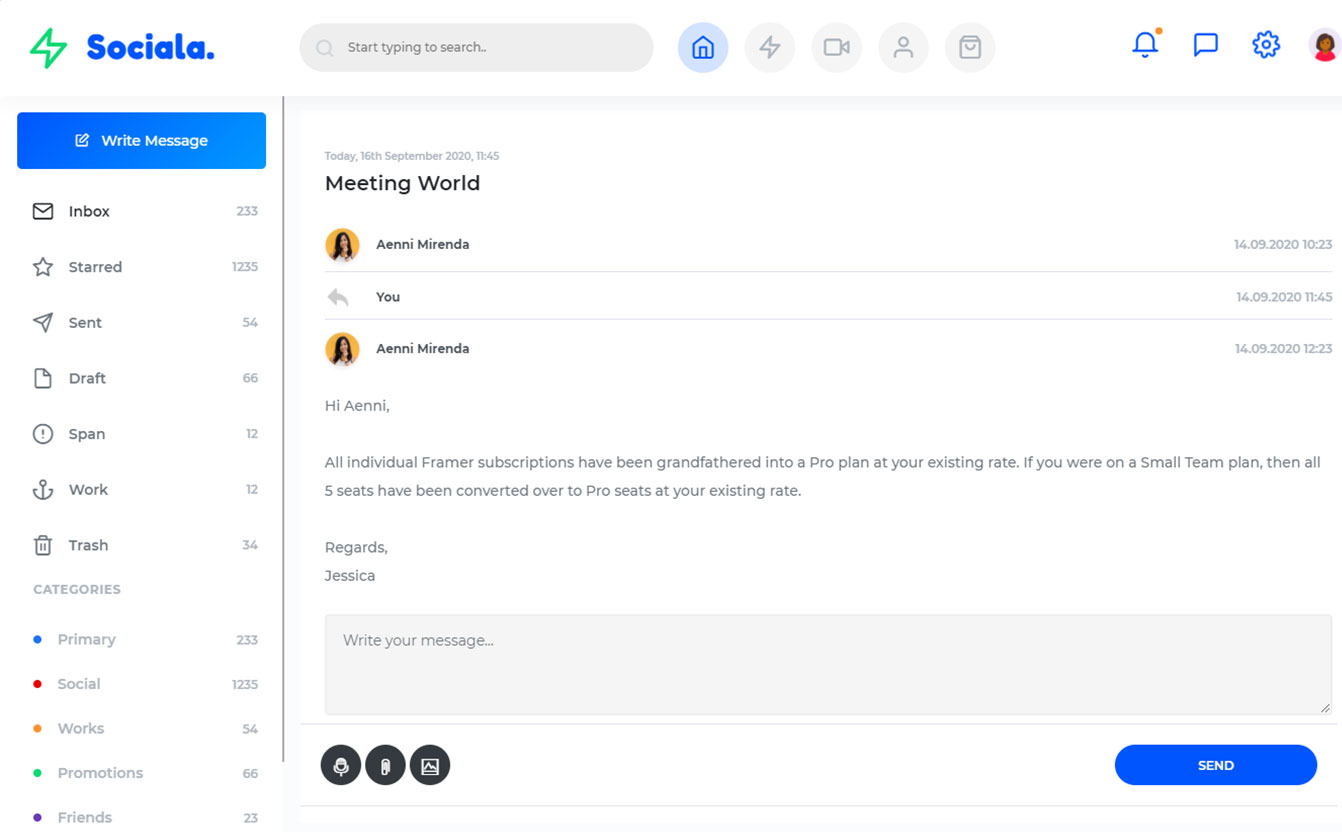 Sociala.
Start typing to search..
Write Message
Inbox 233
Starred 1235
Sent 54
Draft 66
Span 12
Work 12
Trash 34
CATEGORIES
Primary 233
Social 1235
Works 54
Promotions 66
Friends 23
Today, 16th September 2020, 11:45
Meeting World
Aenni Mirenda 14.09.2020 10:23
You 14.09.2020 11:45
Aenni Mirenda 14.09.2020 12:23
Hi Aenni,
All individual Framer subscriptions have been grandfathered into a Pro plan at your existing rate. If you were on a Small Team plan, then all
5 seats have been converted over to Pro seats at your existing rate.
Regards,
Jessica
Write your message...
SEND